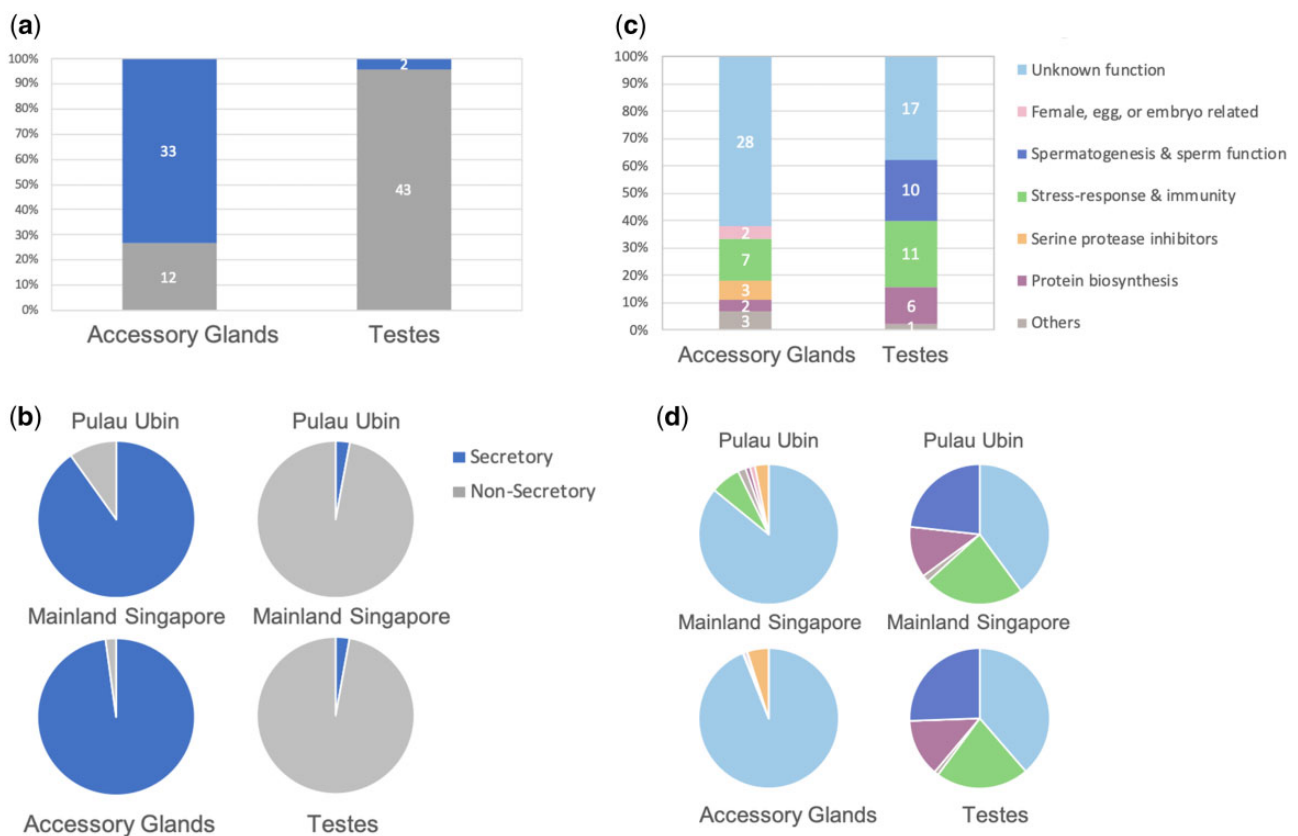 (a)
100%
90%
80%
70%
60%
50%
40%
30%
20%
10%
0%
2
33
43
12
Accessory Glands
Testes
(b)
Pulau Ubin
Pulau Ubin
Secretory
Non-Secretory
Mainland Singapore
Mainland Singapore
Accessory Glands
Testes
(c)
100%
90%
80%
70%
60%
50%
40%
30%
20%
10%
0%
28
2
7
3
2
3
17
10
11
6
1
Accessory Glands
Testes
Unknown function
Female, egg, or embryo related
Spermatogenesis & sperm function
Stress-response & immunity
Serine protease inhibitors
Protein biosynthesis
Others
(d)
Pulau Ubin
Pulau Ubin
Mainland Singapore
Mainland Singapore
Accessory Glands
Testes